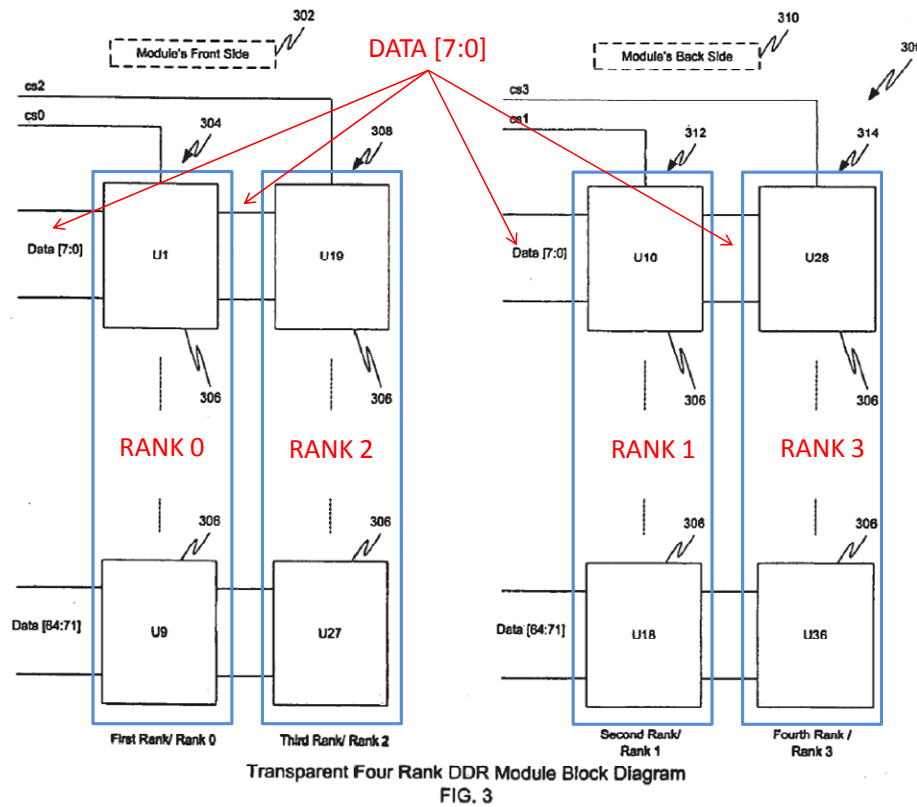 302
310
Module's Front Side
DATA [7:0]
Module's Back Side
cs2
cs3
cs0
cs1
304
308
312
314
Data [7:0]
U1
U19
Data [7:0]
U10
U28
306
306
306
306
RANK 0
RANK 2
RANK 1
RANK 3
306
306
306
306
Data [64:71]
U9
U27
Data [64:71]
U18
U36
First Rank/ Rank 0
Third Rank/ Rank 2
Second Rank/
Rank 1
Fourth Rank /
Rank 3
Transparent Four Rank DDR Module Block Diagram
FIG. 3